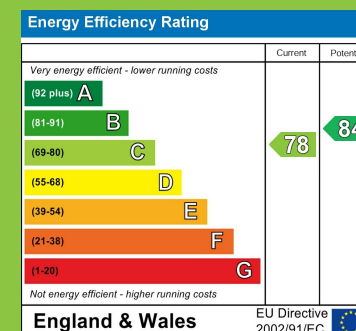 Energy Efficiency Rating
Current Potent
Very energy efficient - lower running costs
(92 plus) A
(81-91) B
(69-80) C
(55-68) D
(39-54) E
(21-38) F
(1-20) G
78
84
Not energy efficient - higher running costs
England & Wales
EU Directive
2002/91/EC